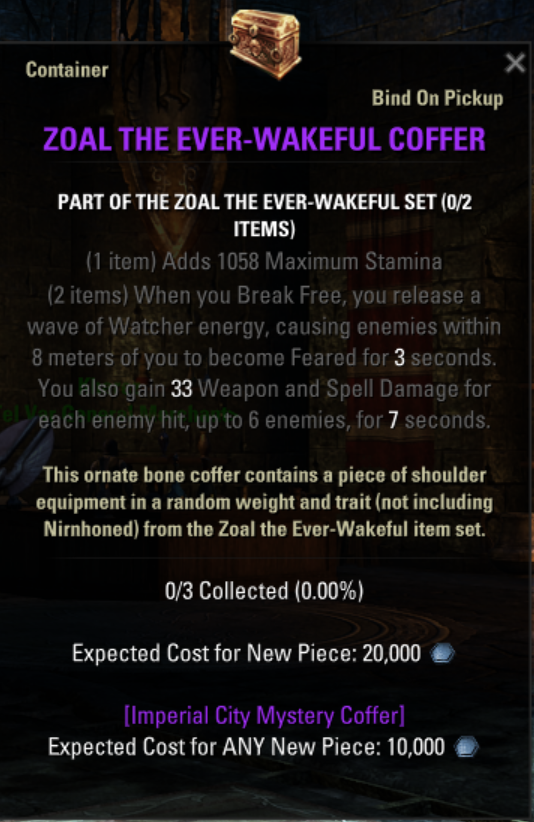 Container
Bind On Pickup
ZOAL THE EVER-WAKEFUL COFFER
PART OF THE ZOAL THE EVER-WAKEFUL SET (0/2
ITEMS)
(1 item) Adds 1058 Maximum Stamina
(2 items) When you Break Free, you release a
wave of Watcher energy, causing enemies within
8 meters of you to become Feared for 3 seconds.
You also gain 33 Weapon and Spell Damage for
each enemy hit, up to 6 enemies, for 7 seconds.
This ornate bone coffer contains a piece of shoulder
equipment in a random weight and trait (not including
Nirnhoned) from the Zoal the Ever-Wakeful item set.
0/3 Collected (0.00%)
Expected Cost for New Piece: 20,000
[Imperial City Mystery Coffer]
Expected Cost for ANY New Piece: 10,000